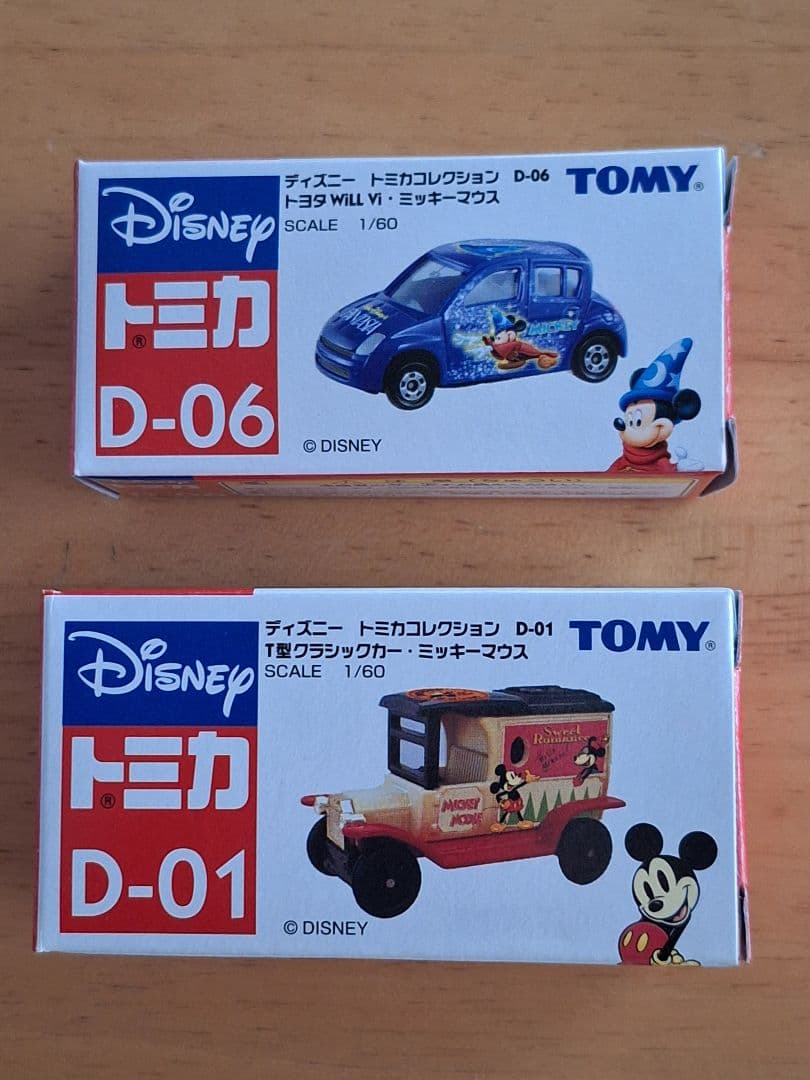 DISNEY
トミカ®
D-06
ディズニー トミカコレクション D-06
トヨタ WiLL Vi・ミッキーマウス
SCALE 1/60
TOMY®
MICKEY
© DISNEY
DISNEY
トミカ®
D-01
ディズニー トミカコレクション D-01
T型クラシックカー・ミッキーマウス
SCALE 1/60
TOMY®
Sweet
Romance
MICKEY
MOUSE
© DISNEY